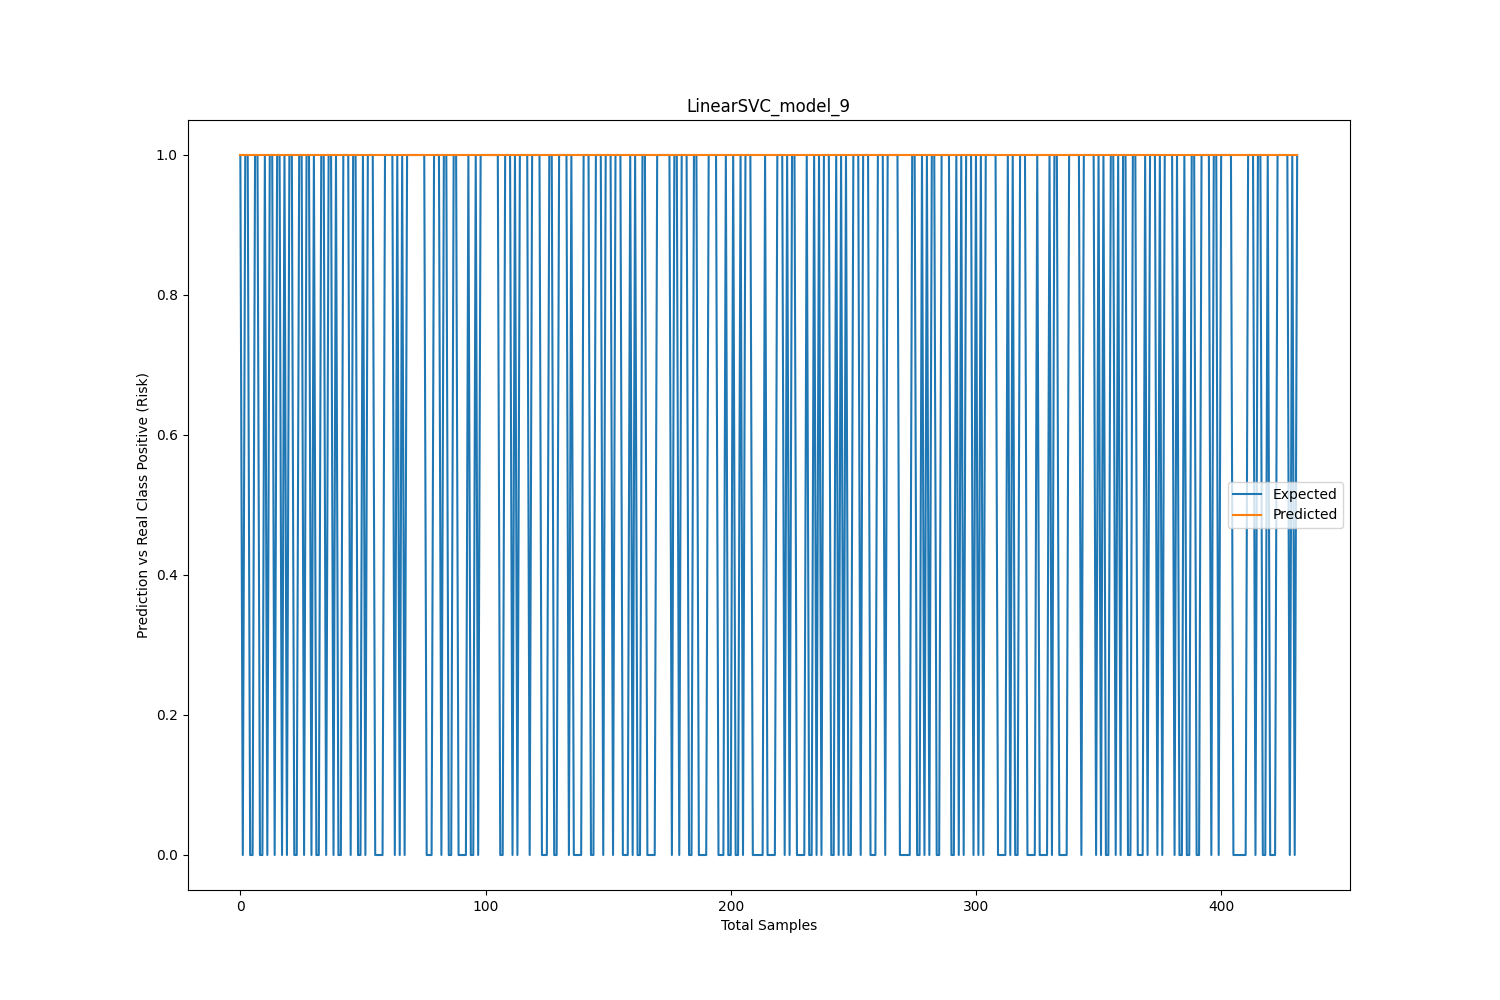 LinearSVC_model_9
1.0
0.8
0.6
0.4
0.2
0.0
Prediction vs Real Class Positive (Risk)
Expected
Predicted
0 100 200 300 400
Total Samples